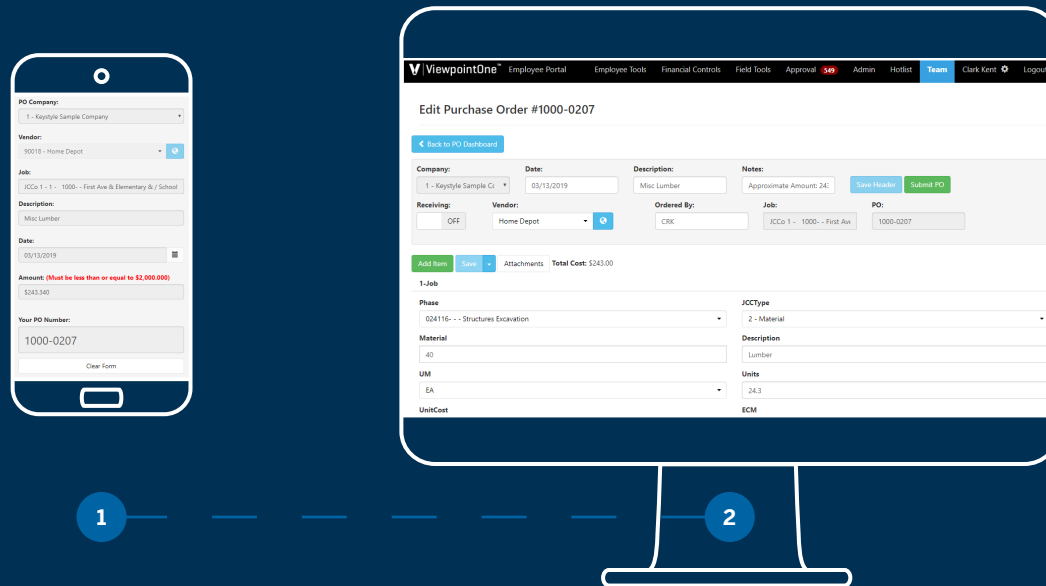 PO Company:
1 - Keystyle Sample Company
Vendor:
90018 - Home Depot
Job:
JCCo 1 - 1 - 1000- - First Ave & Elementary & / School
Description:
Misc Lumber
Date:
03/13/2019
Amount: (Must be less than or equal to $2,000.000)
$243.340
Your PO Number:
1000-0207
Clear Form
1
ViewpointOne™ Employee Portal Employee Tools Financial Controls Field Tools Approval 549 Admin Hotlist Team Clark Kent Logout
Edit Purchase Order #1000-0207
Back to PO Dashboard
Company: Date: Description: Notes:
1 - Keystyle Sample Co 03/13/2019 Misc Lumber Approximate Amount: 243 Save Header Submit PO
Receiving: Vendor: Ordered By: Job: PO:
OFF Home Depot CRK JCCo 1 - 1000- - First Av 1000-0207
Add Item Save Attachments Total Cost: $243.00
1-Job
Phase JCCType
024116- - - Structures Excavation 2 - Material
Material Description
40 Lumber
UM Units
EA 24.3
UnitCost ECM
2